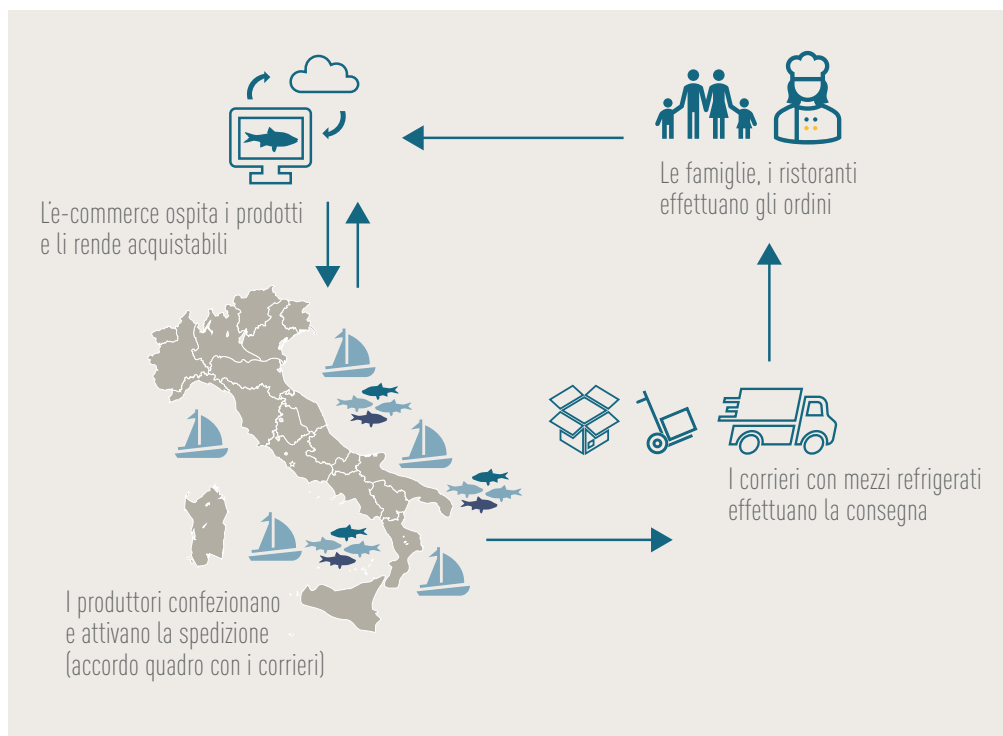 L'e-commerce ospita i prodotti
e li rende acquistabili
Le famiglie, i ristoranti
effettuano gli ordini
I corrieri con mezzi refrigerati
effettuano la consegna
I produttori confezionano
e attivano la spedizione
(accordo quadro con i corrieri)